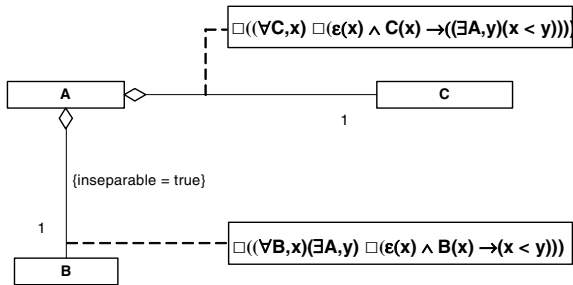 □((∀C,x) □(ε(x) ∧ C(x) →((∃A,y)(x < y))))
A
C
1
{inseparable = true}
1
□((∀B,x)(∃A,y) □(ε(x) ∧ B(x) →(x < y)))
B